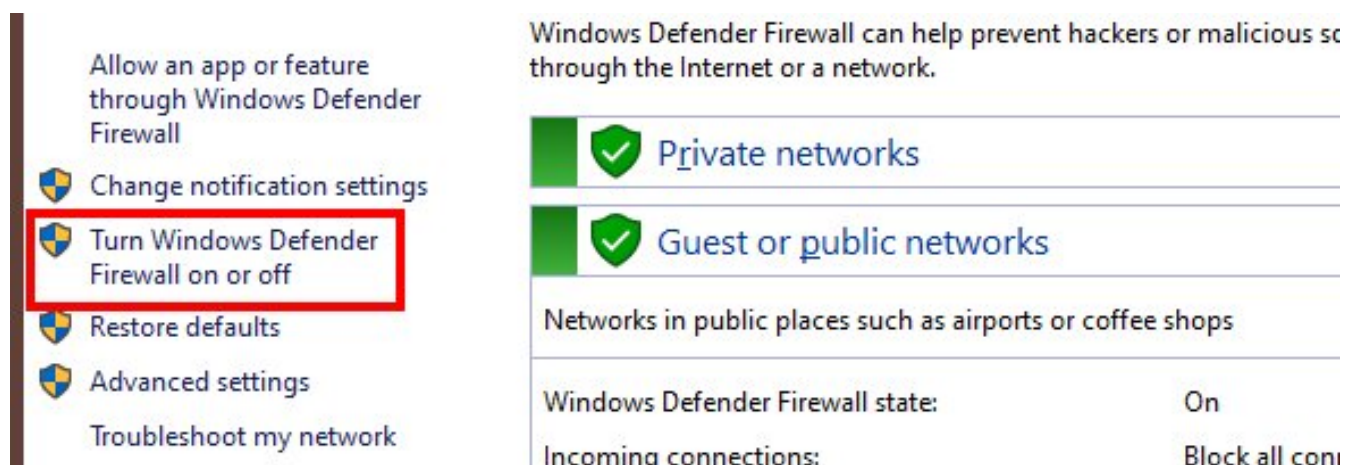 Allow an app or feature
through Windows Defender
Firewall
Change notification settings
Turn Windows Defender
Firewall on or off
Restore defaults
Advanced settings
Troubleshoot my network
Windows Defender Firewall can help prevent hackers or malicious
through the Internet or a network.
Private networks
Guest or public networks
Networks in public places such as airports or coffee shops
Windows Defender Firewall state: On
Incoming connections: Block all